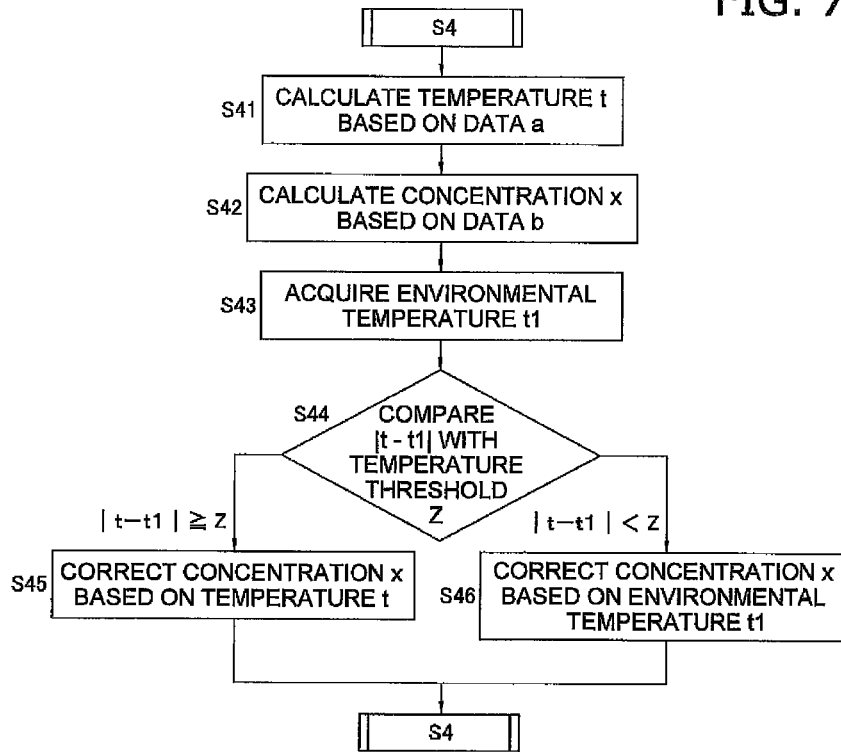 FIG. 7
S4
S41
CALCULATE TEMPERATURE t
BASED ON DATA a
S42
CALCULATE CONCENTRATION x
BASED ON DATA b
S43
ACQUIRE ENVIRONMENTAL
TEMPERATURE t1
S44
COMPARE
|t - t1| WITH
TEMPERATURE
THRESHOLD
Z
| t-t1 | ≧ Z
| t-t1 | < Z
S45
CORRECT CONCENTRATION x
BASED ON TEMPERATURE t
S46
CORRECT CONCENTRATION x
BASED ON ENVIRONMENTAL
TEMPERATURE t1
S4